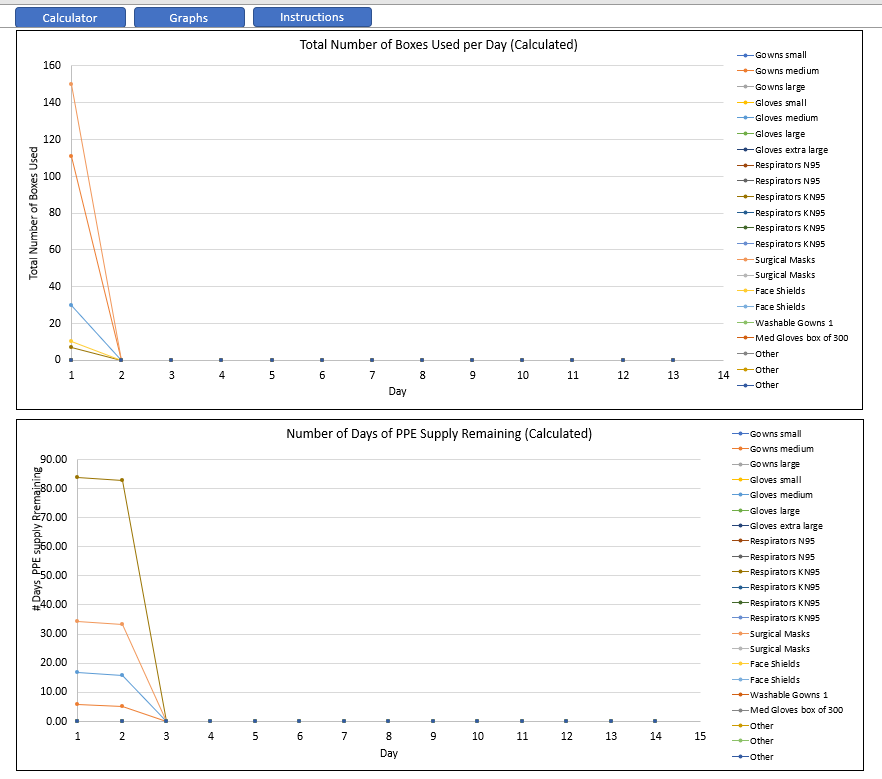 Calculator
Graphs
Instructions
Total Number of Boxes Used per Day (Calculated)
Total Number of Boxes Used
160
140
120
100
80
60
40
20
0
1 2 3 4 5 6 7 8 9 10 11 12 13 14
Day
Gowns small
Gowns medium
Gowns large
Gloves small
Gloves medium
Gloves large
Gloves extra large
Respirators N95
Respirators N95
Respirators KN95
Respirators KN95
Respirators KN95
Respirators KN95
Surgical Masks
Surgical Masks
Face Shields
Face Shields
Washable Gowns 1
Med Gloves box of 300
Other
Other
Other
Number of Days of PPE Supply Remaining (Calculated)
# Days PPE supply Rremaining
90.00
80.00
70.00
60.00
50.00
40.00
30.00
20.00
10.00
0.00
1 2 3 4 5 6 7 8 9 10 11 12 13 14 15
Day
Gowns small
Gowns medium
Gowns large
Gloves small
Gloves medium
Gloves large
Gloves extra large
Respirators N95
Respirators N95
Respirators KN95
Respirators KN95
Respirators KN95
Respirators KN95
Surgical Masks
Surgical Masks
Face Shields
Face Shields
Washable Gowns 1
Med Gloves box of 300
Other
Other
Other